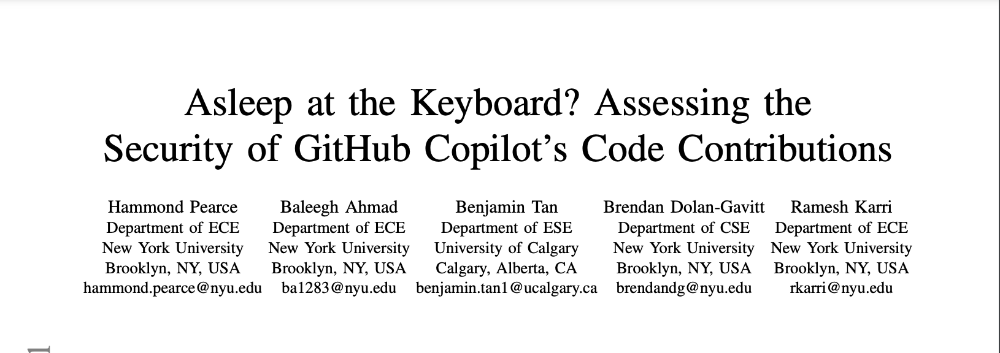 Asleep at the Keyboard? Assessing the
Security of GitHub Copilot’s Code Contributions
Hammond Pearce
Department of ECE
New York University
Brooklyn, NY, USA
hammond.pearce@nyu.edu
Baleegh Ahmad
Department of ECE
New York University
Brooklyn, NY, USA
ba1283@nyu.edu
Benjamin Tan
Department of ESE
University of Calgary
Calgary, Alberta, CA
benjamin.tan1@ucalgary.ca
Brendan Dolan-Gavitt
Department of CSE
New York University
Brooklyn, NY, USA
brendandg@nyu.edu
Ramesh Karri
Department of ECE
New York University
Brooklyn, NY, USA
rkarri@nyu.edu